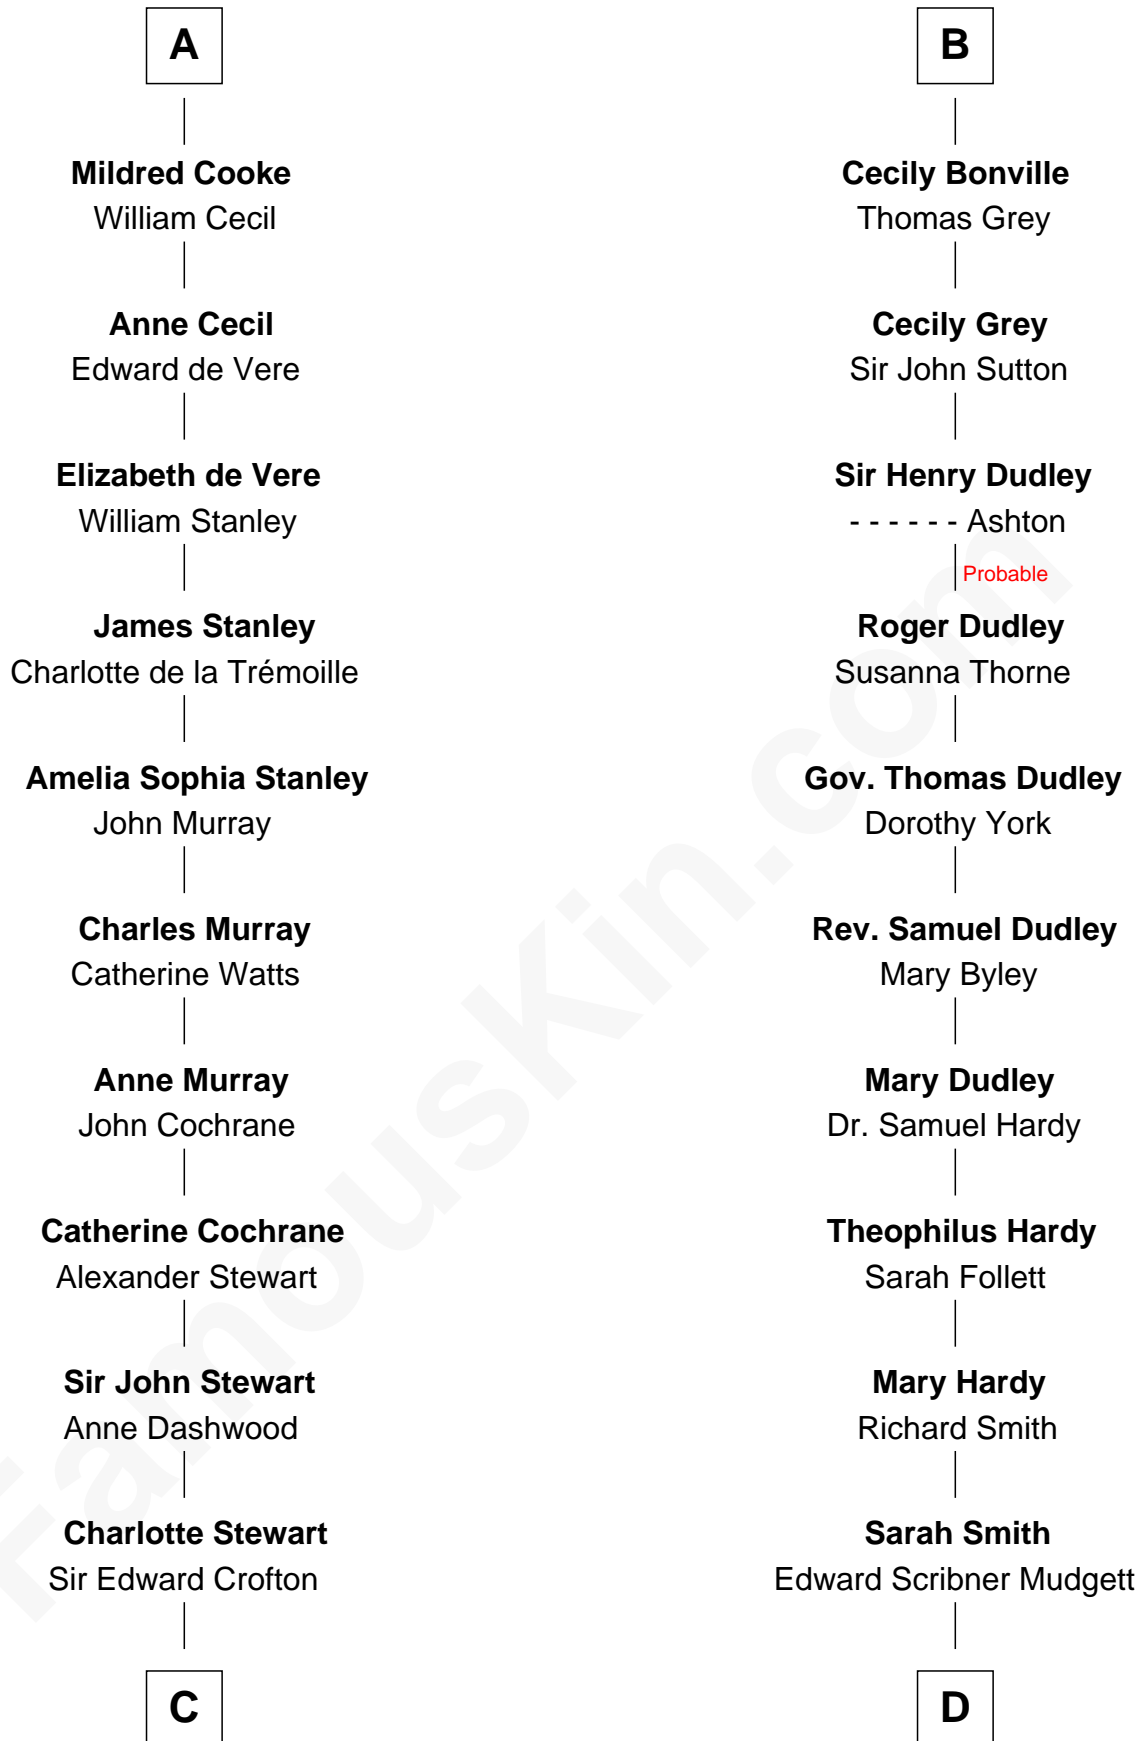 A
Mildred Cooke
William Cecil
Anne Cecil
Edward de Vere
Elizabeth de Vere
William Stanley
James Stanley
Charlotte de la Trémoille
Amelia Sophia Stanley
John Murray
Charles Murray
Catherine Watts
Anne Murray
John Cochrane
Catherine Cochrane
Alexander Stewart
Sir John Stewart
Anne Dashwood
Charlotte Stewart
Sir Edward Crofton
C
B
Cecily Bonville
Thomas Grey
Cecily Grey
Sir John Sutton
Sir Henry Dudley
- - - - - - Ashton
Probable
Roger Dudley
Susanna Thorne
Gov. Thomas Dudley
Dorothy York
Rev. Samuel Dudley
Mary Byley
Mary Dudley
Dr. Samuel Hardy
Theophilus Hardy
Sarah Follett
Mary Hardy
Richard Smith
Sarah Smith
Edward Scribner Mudgett
D
FamousKin.com